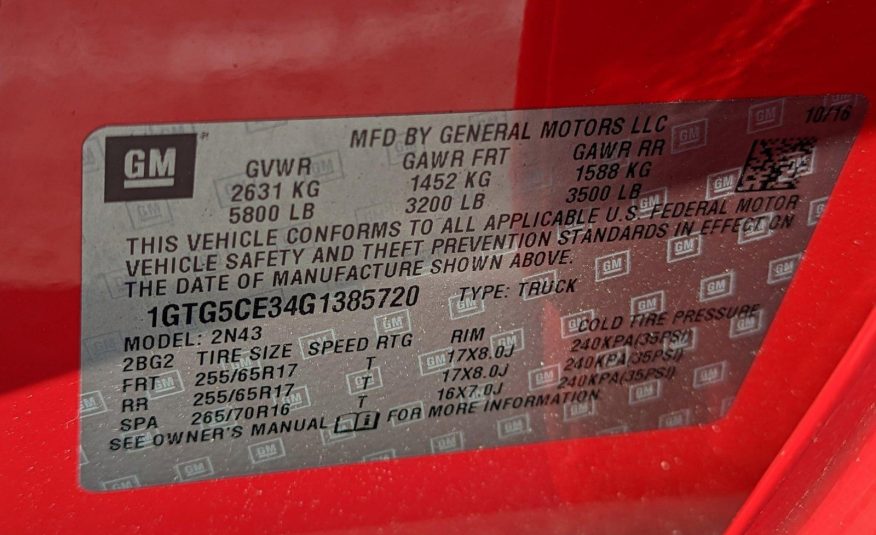 GM
MFD BY GENERAL MOTORS LLC
10/16
GVWR GAWR FRT GAWR RR
2631 KG 1452 KG 1588 KG
5800 LB 3200 LB 3500 LB
THIS VEHICLE CONFORMS TO ALL APPLICABLE U.S. FEDERAL MOTOR
VEHICLE SAFETY AND THEFT PREVENTION STANDARDS IN EFFECT ON
THE DATE OF MANUFACTURE SHOWN ABOVE.
1GTG5CE34G1385720 TYPE: TRUCK
MODEL: 2N43
2BG2 TIRE SIZE SPEED RTG RIM COLD TIRE PRESSURE
FRT 255/65R17 T 17X8.0J 240KPA(35PSI)
RR 255/65R17 T 17X8.0J 240KPA(35PSI)
SPA 265/70R16 T 16X7.0J 240KPA(35PSI)
SEE OWNER'S MANUAL FOR MORE INFORMATION